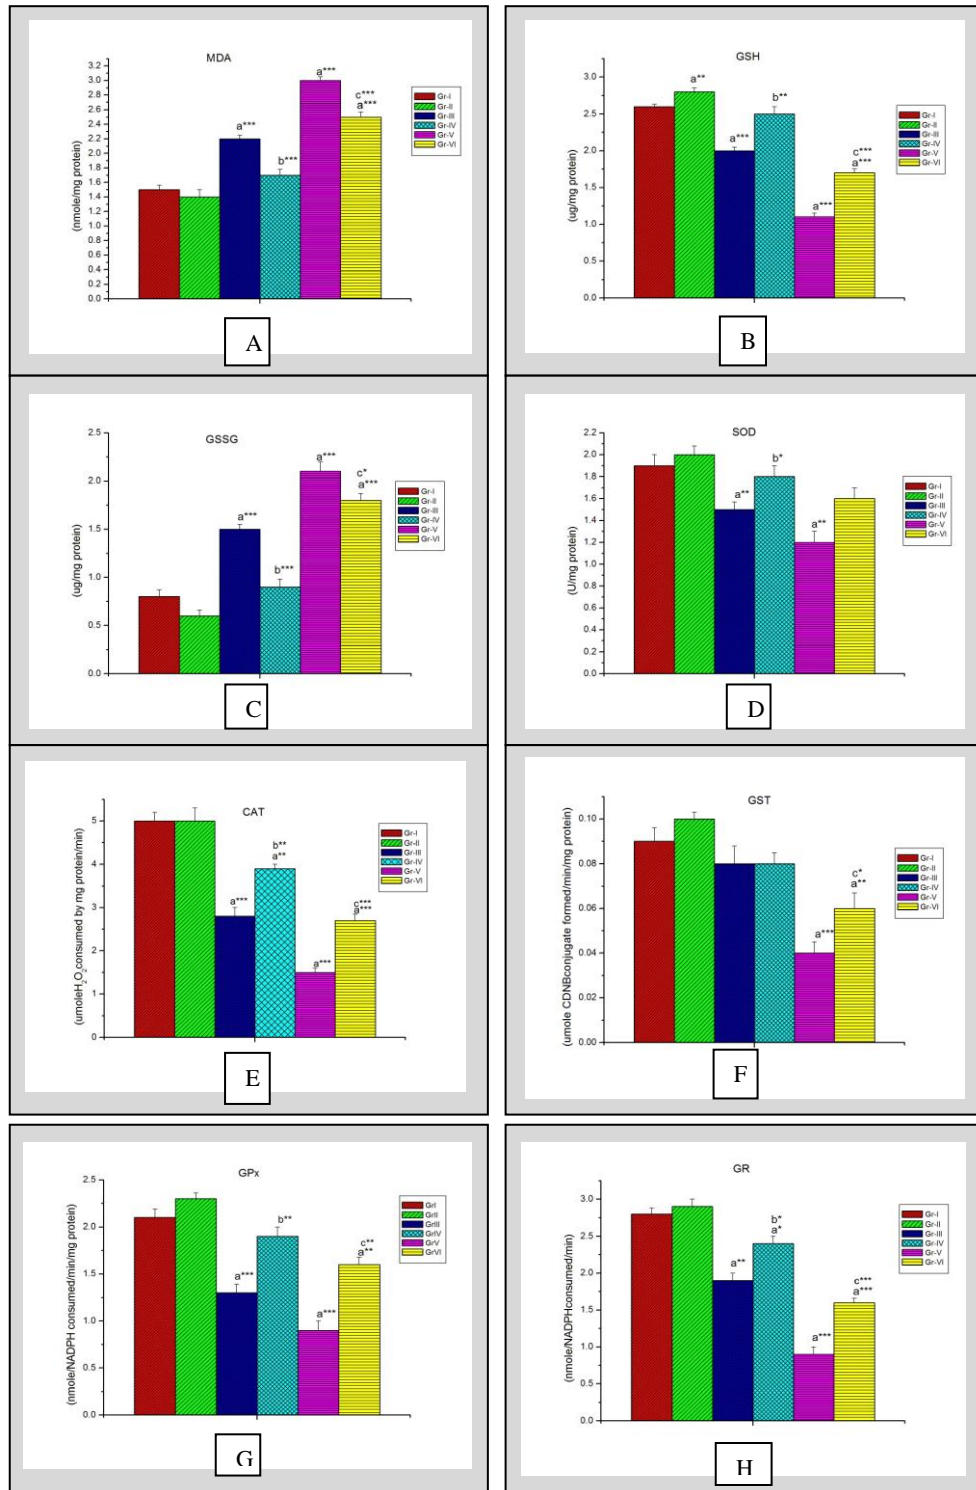 MDA
(nmole/mg protein)
3.2
3.0
2.8
2.6
2.4
2.2
2.0
1.8
1.6
1.4
1.2
1.0
0.8
0.6
0.4
0.2
0.0
a***
b***
a***
c***
a***
Gr-I
Gr-II
Gr-III
Gr-IV
Gr-V
Gr-VI
A
GSH
(ug/mg protein)
3.0
2.5
2.0
1.5
1.0
0.5
0.0
a**
a***
b**
a***
c***
a***
Gr-I
Gr-II
Gr-III
Gr-IV
Gr-V
Gr-VI
B
GSSG
(ug/mg protein)
2.5
2.0
1.5
1.0
0.5
0.0
a***
b***
a***
c*
a***
Gr-I
Gr-II
Gr-III
Gr-IV
Gr-V
Gr-VI
C
SOD
(U/mg protein)
2.2
2.0
1.8
1.6
1.4
1.2
1.0
0.8
0.6
0.4
0.2
0.0
a**
b*
a**
Gr-I
Gr-II
Gr-III
Gr-IV
Gr-V
Gr-VI
D
CAT
(umoleH₂O₂consumed by mg protein/min)
5
4
3
2
1
0
a***
b**
a**
a***
c***
a***
Gr-I
Gr-II
Gr-III
Gr-IV
Gr-V
Gr-VI
E
GST
(umole CDNBconjugate formed/min/mg protein)
0.10
0.08
0.06
0.04
0.02
0.00
a***
c*
a**
Gr-I
Gr-II
Gr-III
Gr-IV
Gr-V
Gr-VI
F
GPx
(nmole/NADPH consumed/min/mg protein)
2.5
2.0
1.5
1.0
0.5
0.0
a***
b**
a***
c**
a**
GrI
GrII
GrIII
GrIV
GrV
GrVI
G
GR
(nmole/NADPHconsumed/min)
3.0
2.5
2.0
1.5
1.0
0.5
0.0
a**
b*
a*
a***
c***
a***
Gr-I
Gr-II
Gr-III
Gr-IV
Gr-V
Gr-VI
H